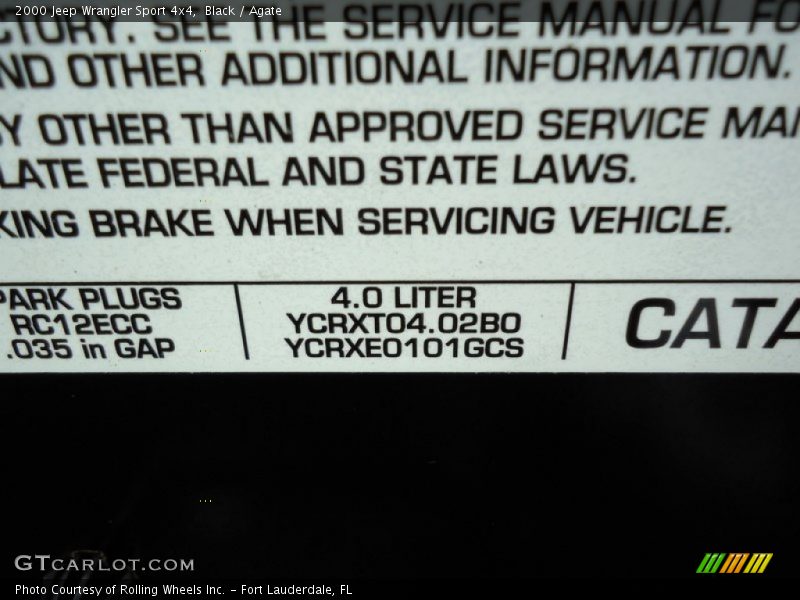 2000 Jeep Wrangler Sport 4x4, Black / Agate
CTORY. SEE THE SERVICE MANUAL FO
ND OTHER ADDITIONAL INFORMATION.
Y OTHER THAN APPROVED SERVICE MAN
LATE FEDERAL AND STATE LAWS.
KING BRAKE WHEN SERVICING VEHICLE.
PARK PLUGS
RC12ECC
.035 in GAP
4.0 LITER
YCRXT04.02B0
YCRXE0101GCS
CATA
GTCARLOT.COM
Photo Courtesy of Rolling Wheels Inc. - Fort Lauderdale, FL